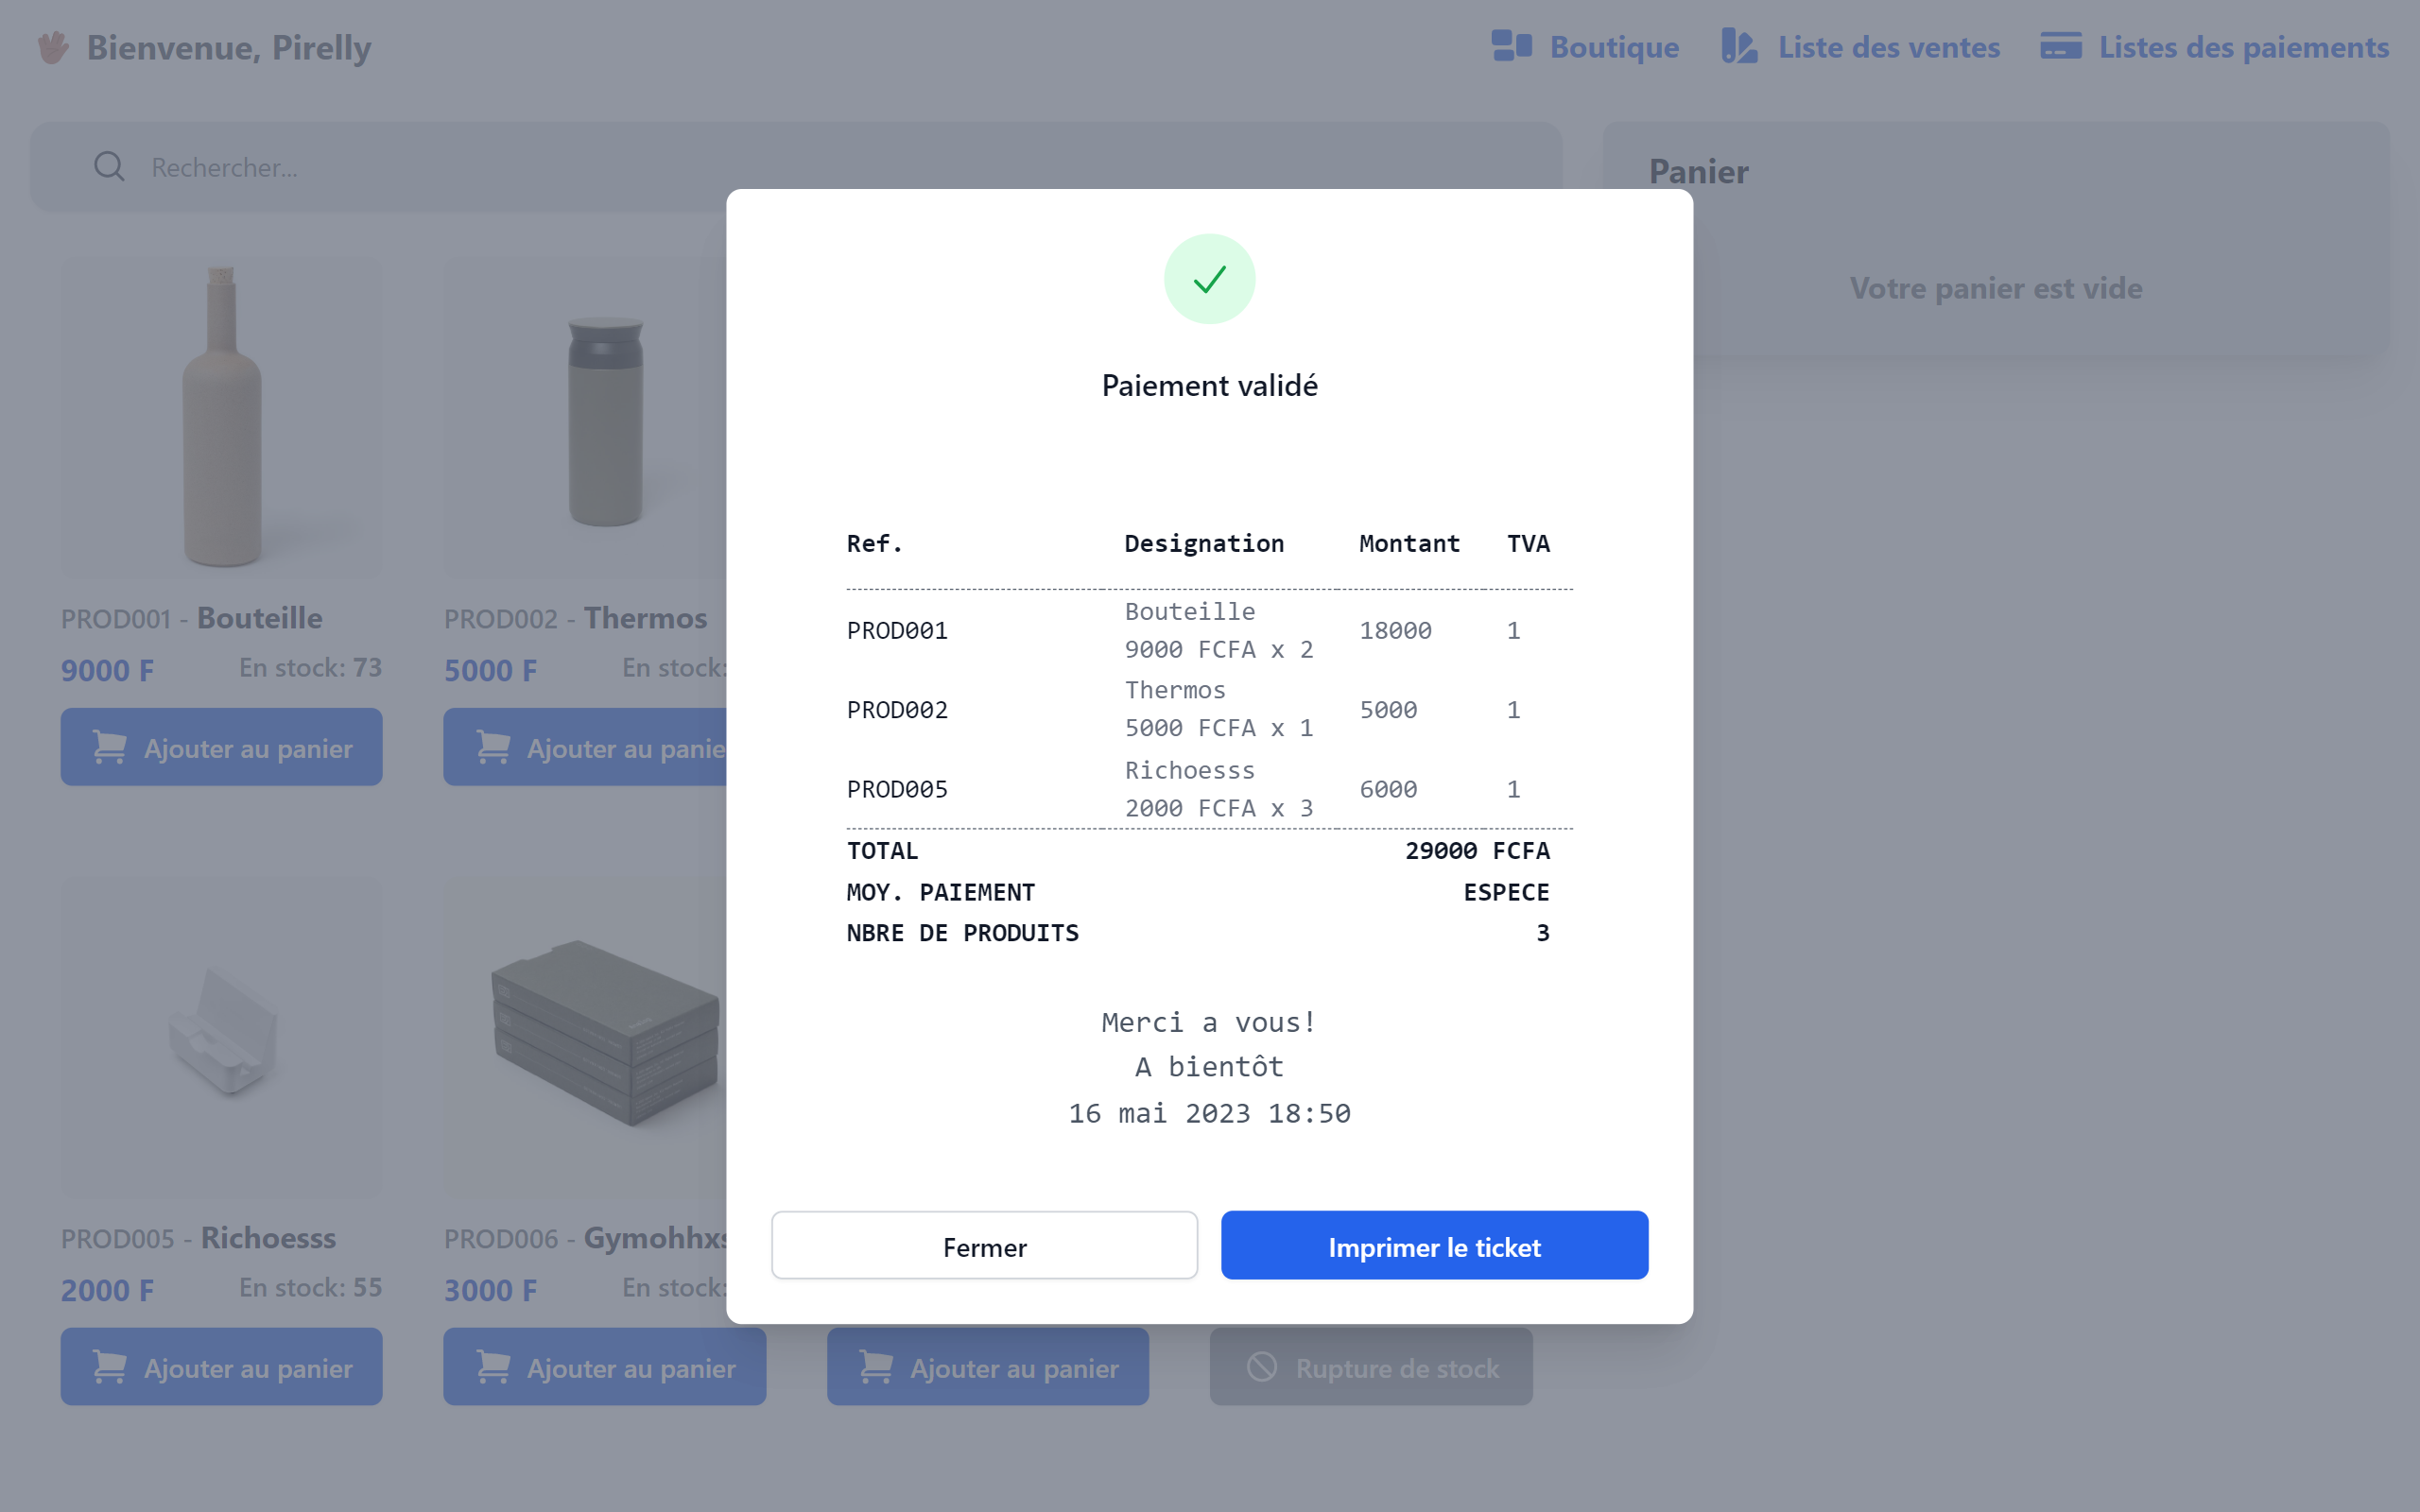 Bienvenue, Pirelly
Boutique
Liste des ventes
Listes des paiements
Rechercher...
Panier
Votre panier est vide
PROD001 - Bouteille
9000 F
En stock: 73
Ajouter au panier
PROD002 - Thermos
5000 F
En stock:
Ajouter au panie
PROD005 - Richoesss
2000 F
En stock: 55
Ajouter au panier
PROD006 - Gymohhxs
3000 F
En stock:
Ajouter au panier
Ajouter au panier
Rupture de stock
Paiement validé
Ref. Designation Montant TVA
PROD001 Bouteille 18000 1
9000 FCFA x 2
PROD002 Thermos 5000 1
5000 FCFA x 1
PROD005 Richoesss 6000 1
2000 FCFA x 3
TOTAL 29000 FCFA
MOY. PAIEMENT ESPECE
NBRE DE PRODUITS 3
Merci a vous!
A bientôt
16 mai 2023 18:50
Fermer
Imprimer le ticket